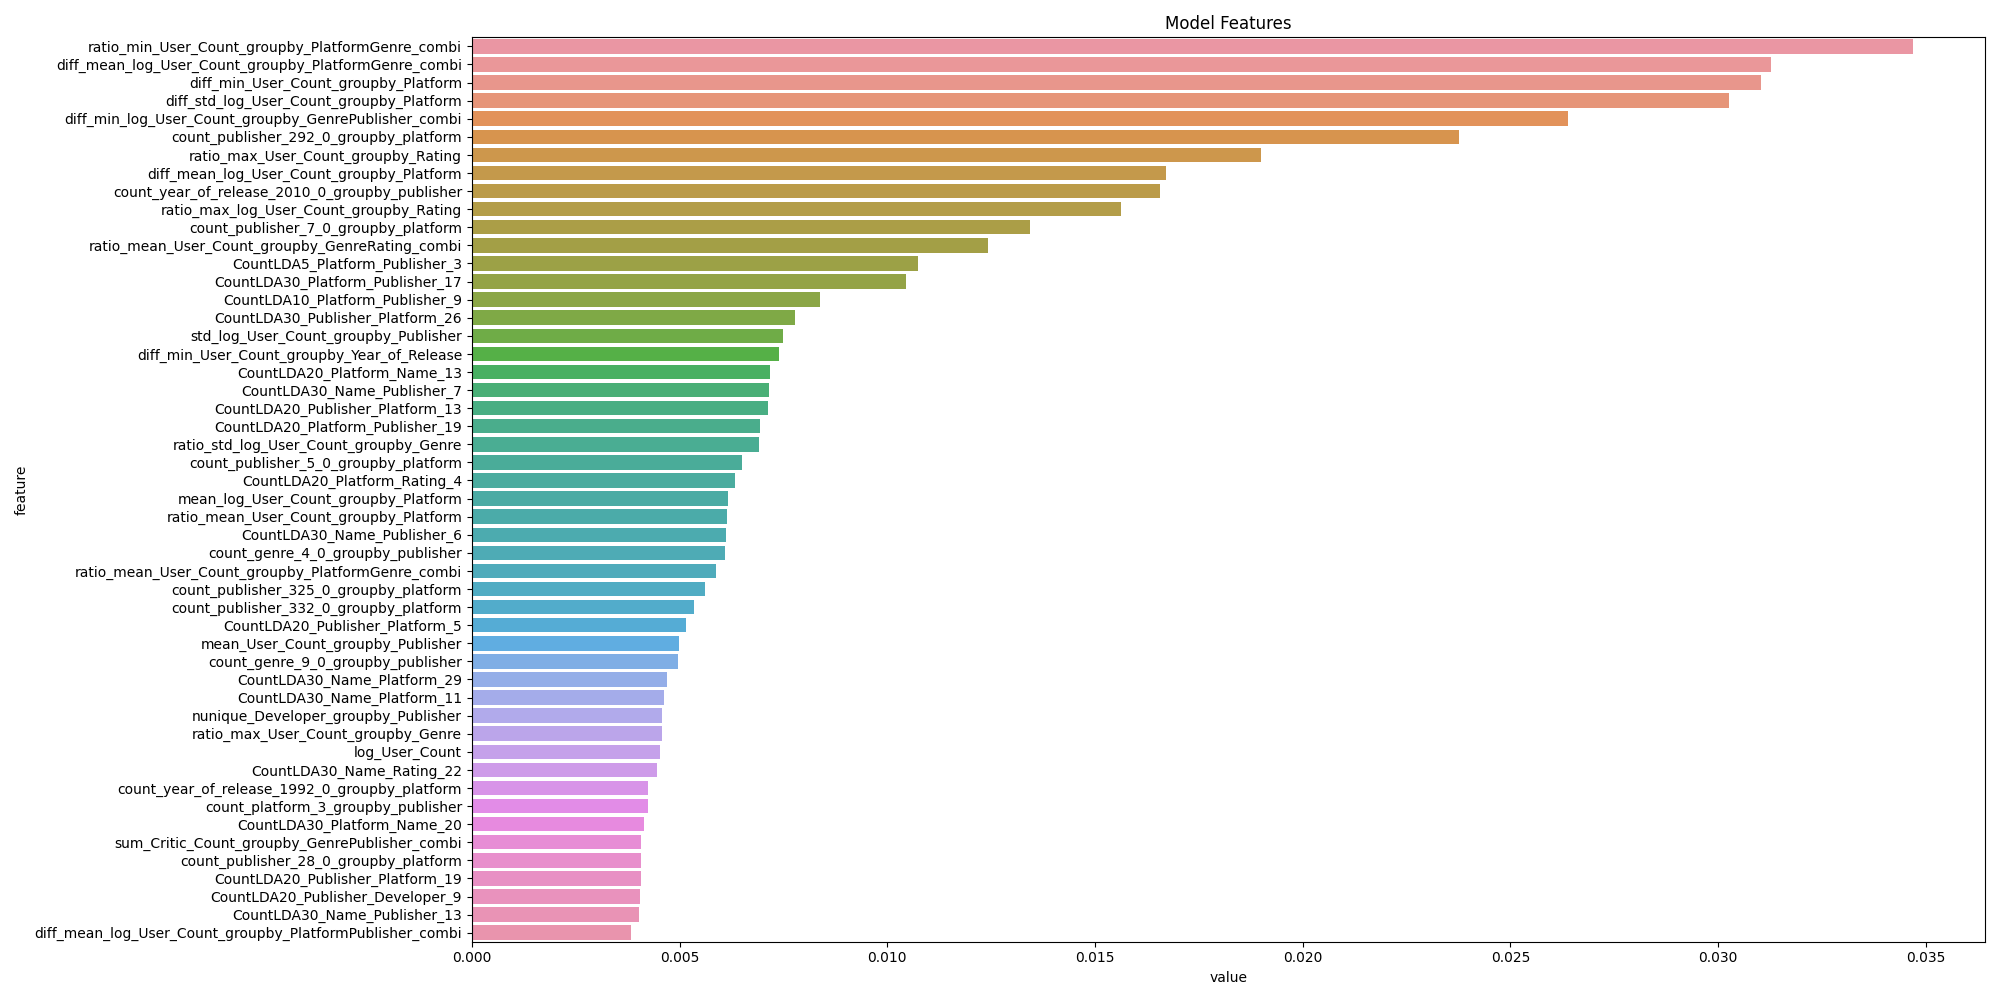 Model Features
ratio_min_User_Count_groupby_PlatformGenre_combi
diff_mean_log_User_Count_groupby_PlatformGenre_combi
diff_min_User_Count_groupby_Platform
diff_std_log_User_Count_groupby_Platform
diff_min_log_User_Count_groupby_GenrePublisher_combi
count_publisher_292_0_groupby_platform
ratio_max_User_Count_groupby_Rating
diff_mean_log_User_Count_groupby_Platform
count_year_of_release_2010_0_groupby_publisher
ratio_max_log_User_Count_groupby_Rating
count_publisher_7_0_groupby_platform
ratio_mean_User_Count_groupby_GenreRating_combi
CountLDA5_Platform_Publisher_3
CountLDA30_Platform_Publisher_17
CountLDA10_Platform_Publisher_9
CountLDA30_Publisher_Platform_26
std_log_User_Count_groupby_Publisher
diff_min_User_Count_groupby_Year_of_Release
CountLDA20_Platform_Name_13
CountLDA30_Name_Publisher_7
CountLDA20_Publisher_Platform_13
CountLDA20_Platform_Publisher_19
ratio_std_log_User_Count_groupby_Genre
count_publisher_5_0_groupby_platform
CountLDA20_Platform_Rating_4
mean_log_User_Count_groupby_Platform
ratio_mean_User_Count_groupby_Platform
CountLDA30_Name_Publisher_6
count_genre_4_0_groupby_publisher
ratio_mean_User_Count_groupby_PlatformGenre_combi
count_publisher_325_0_groupby_platform
count_publisher_332_0_groupby_platform
CountLDA20_Publisher_Platform_5
mean_User_Count_groupby_Publisher
count_genre_9_0_groupby_publisher
CountLDA30_Name_Platform_29
CountLDA30_Name_Platform_11
nunique_Developer_groupby_Publisher
ratio_max_User_Count_groupby_Genre
log_User_Count
CountLDA30_Name_Rating_22
count_year_of_release_1992_0_groupby_platform
count_platform_3_groupby_publisher
CountLDA30_Platform_Name_20
sum_Critic_Count_groupby_GenrePublisher_combi
count_publisher_28_0_groupby_platform
CountLDA20_Publisher_Platform_19
CountLDA20_Publisher_Developer_9
CountLDA30_Name_Publisher_13
diff_mean_log_User_Count_groupby_PlatformPublisher_combi
feature
0.000 0.005 0.010 0.015 0.020 0.025 0.030 0.035
value